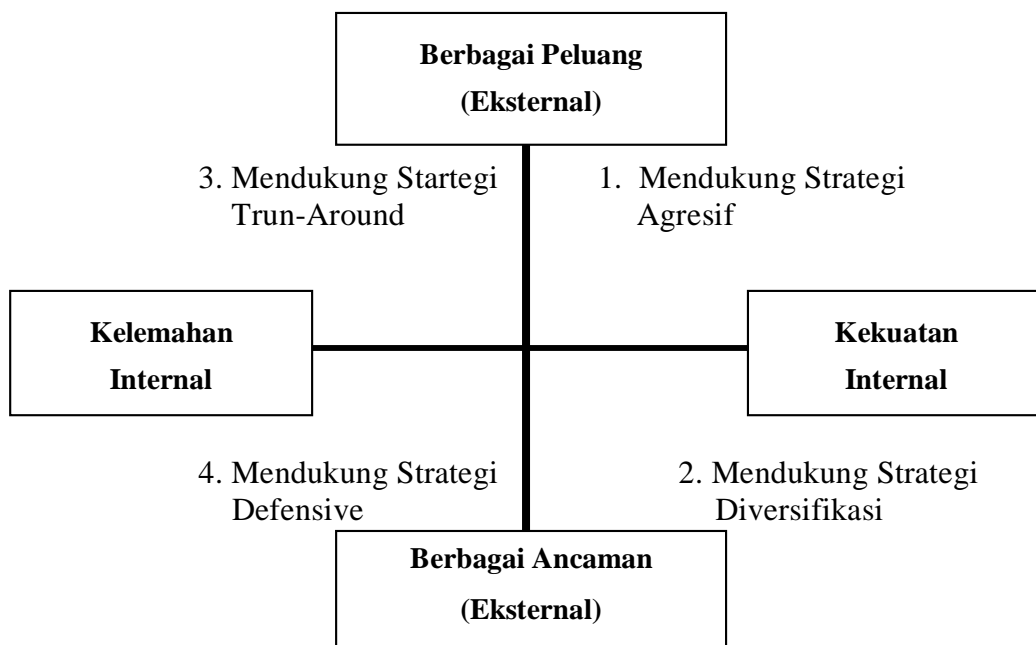 Berbagai Peluang
(Eksternal)
3. Mendukung Startegi
Trun-Around
1. Mendukung Strategi
Agresif
Kelemahan
Internal
Kekuatan
Internal
4. Mendukung Strategi
Defensive
2. Mendukung Strategi
Diversifikasi
Berbagai Ancaman
(Eksternal)